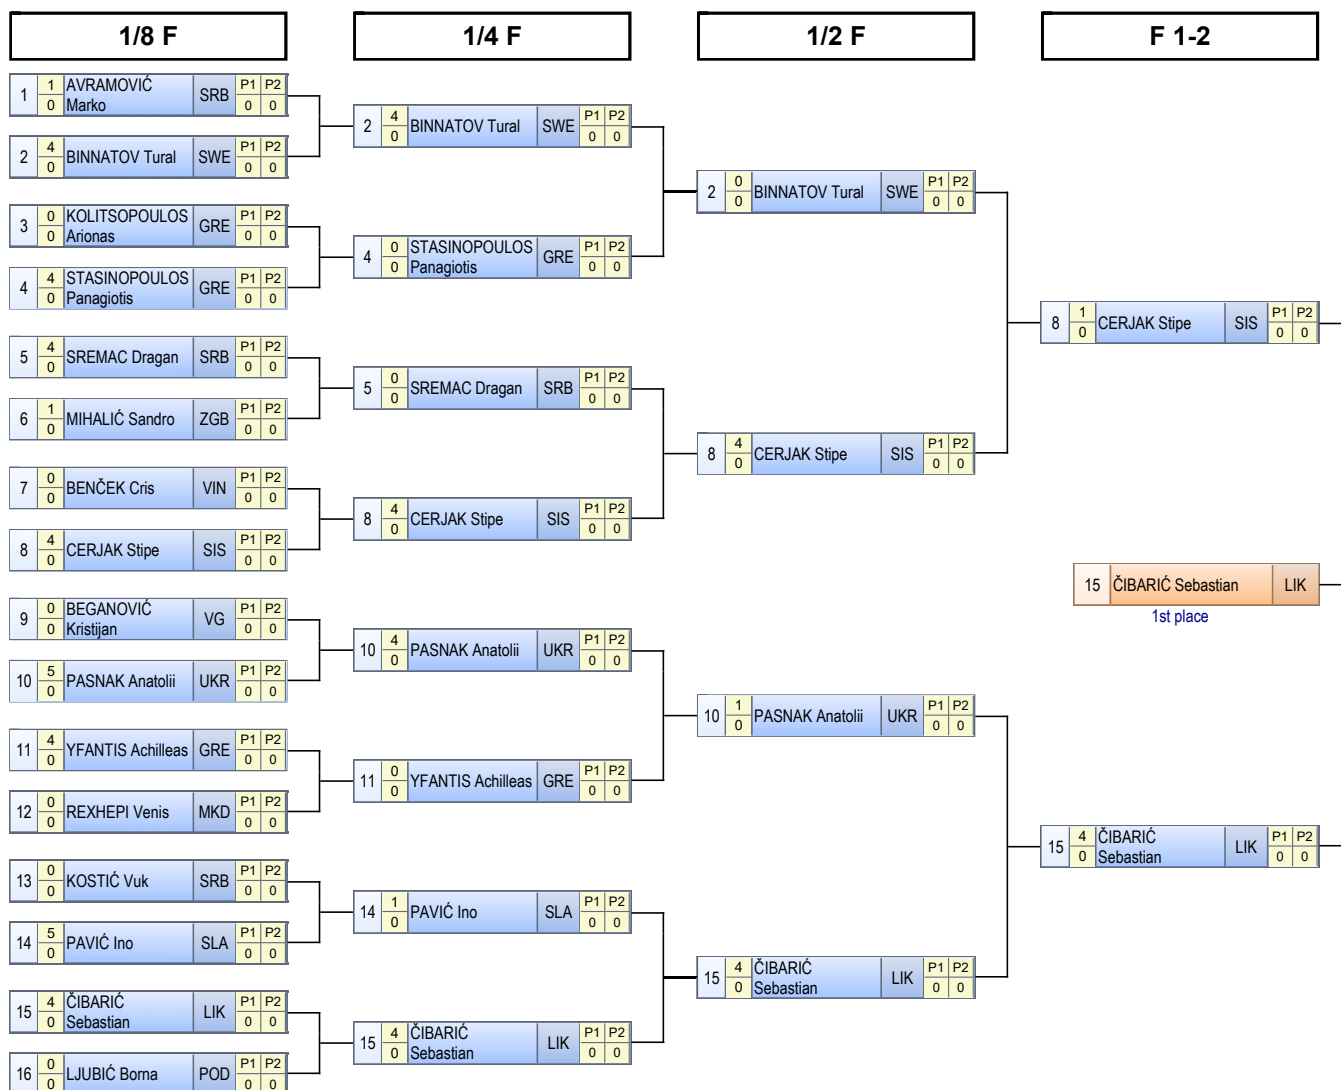 1/8 F
1/4 F
1/2 F
F 1-2
1 1 0 AVRAMOVIĆ Marko SRB P1 P2 0 0
2 4 0 BINNATOV Tural SWE P1 P2 0 0
3 0 0 KOLITSOPOULOS Arionas GRE P1 P2 0 0
4 4 0 STASINOPOULOS Panagiotis GRE P1 P2 0 0
5 4 0 SREMAC Dragan SRB P1 P2 0 0
6 1 0 MIHALIĆ Sandro ZGB P1 P2 0 0
7 0 0 BENČEK Cris VIN P1 P2 0 0
8 4 0 CERJAK Stipe SIS P1 P2 0 0
9 0 0 BEGANOVIĆ Kristijan VG P1 P2 0 0
10 5 0 PASNAK Anatolii UKR P1 P2 0 0
11 4 0 YFANTIS Achilleas GRE P1 P2 0 0
12 0 0 REXHEPI Venis MKD P1 P2 0 0
13 0 0 KOSTIĆ Vuk SRB P1 P2 0 0
14 5 0 PAVIĆ Ino SLA P1 P2 0 0
15 4 0 ČIBARIĆ Sebastian LIK P1 P2 0 0
16 0 0 LJUBIĆ Borna POD P1 P2 0 0
2 4 0 BINNATOV Tural SWE P1 P2 0 0
4 0 0 STASINOPOULOS Panagiotis GRE P1 P2 0 0
5 0 0 SREMAC Dragan SRB P1 P2 0 0
8 4 0 CERJAK Stipe SIS P1 P2 0 0
10 4 0 PASNAK Anatolii UKR P1 P2 0 0
11 0 0 YFANTIS Achilleas GRE P1 P2 0 0
14 1 0 PAVIĆ Ino SLA P1 P2 0 0
15 4 0 ČIBARIĆ Sebastian LIK P1 P2 0 0
2 0 0 BINNATOV Tural SWE P1 P2 0 0
8 4 0 CERJAK Stipe SIS P1 P2 0 0
10 1 0 PASNAK Anatolii UKR P1 P2 0 0
15 4 0 ČIBARIĆ Sebastian LIK P1 P2 0 0
8 1 0 CERJAK Stipe SIS P1 P2 0 0
15 ČIBARIĆ Sebastian LIK
1st place
15 4 0 ČIBARIĆ Sebastian LIK P1 P2 0 0